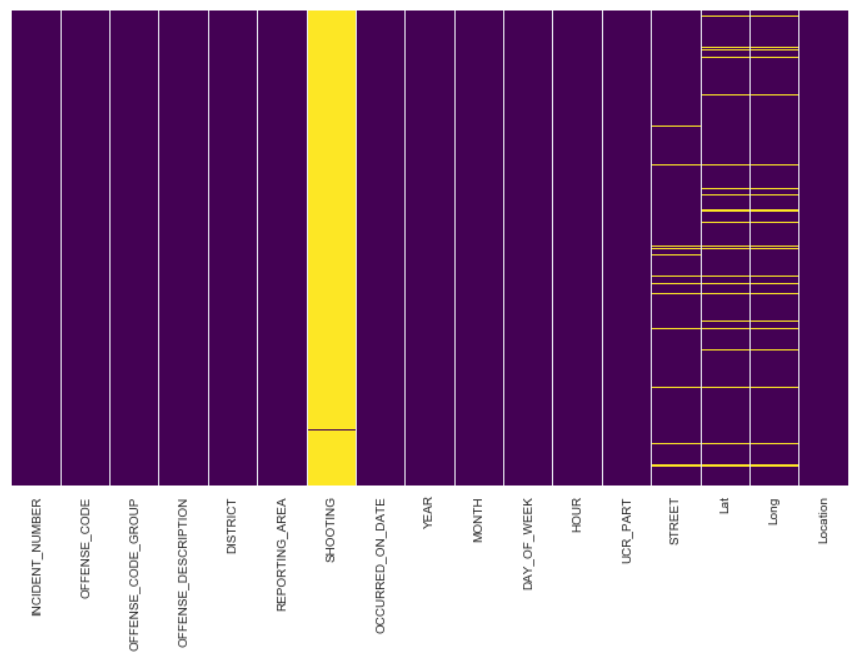 INCIDENT_NUMBER
OFFENSE_CODE
OFFENSE_CODE_GROUP
OFFENSE_DESCRIPTION
DISTRICT
REPORTING_AREA
SHOOTING
OCCURRED_ON_DATE
YEAR
MONTH
DAY_OF_WEEK
HOUR
UCR_PART
STREET
Lat
Long
Location